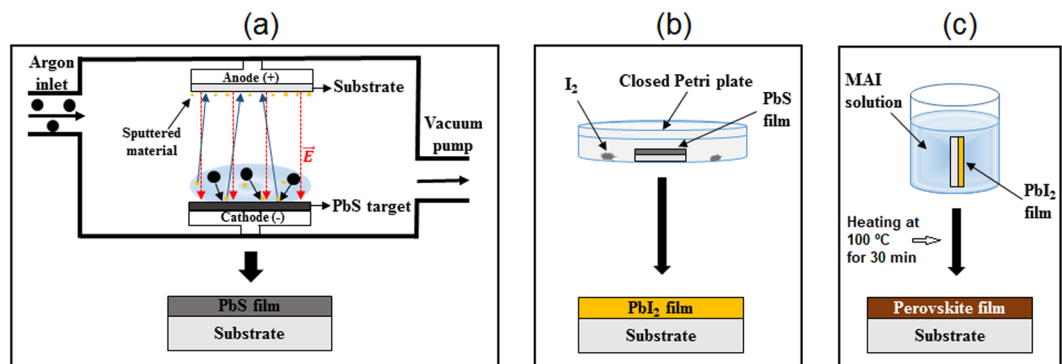 (a)
Argon
inlet
Anode (+)
Substrate
Sputtered
material
E
Vacuum
pump
PbS target
Cathode (-)
PbS film
Substrate
(b)
I2
Closed Petri plate
PbS
film
PbI2 film
Substrate
(c)
MAI
solution
PbI2
film
Heating at
100 ºC
for 30 min
Perovskite film
Substrate